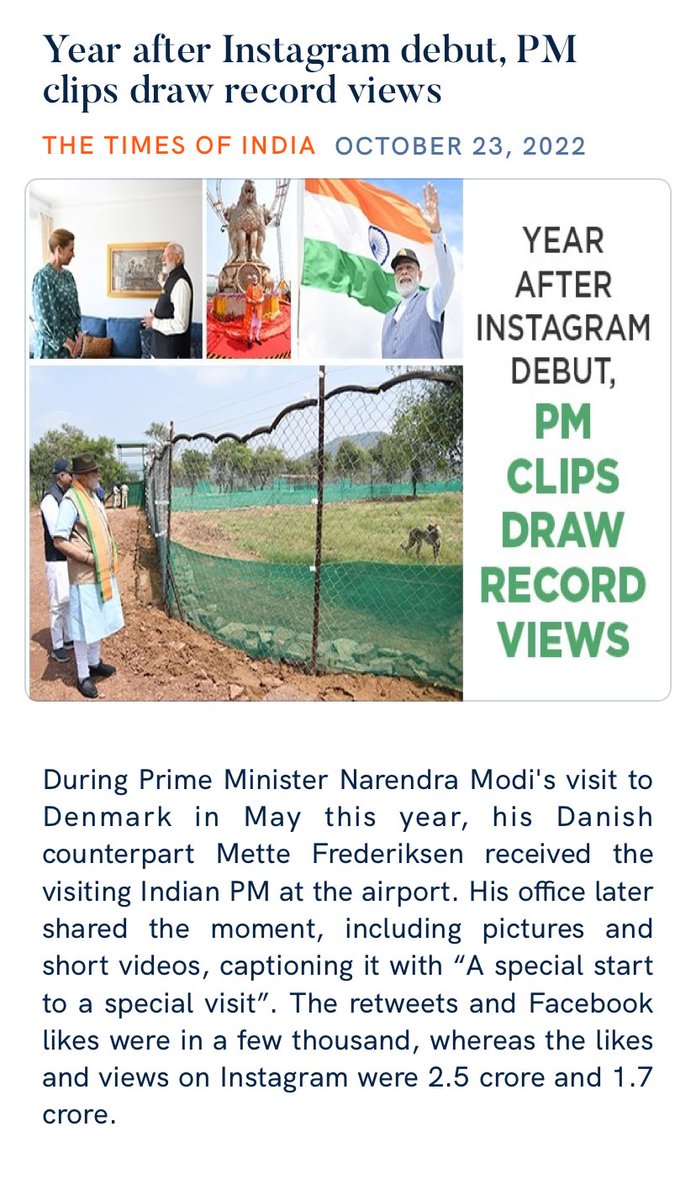 Year after Instagram debut, PM
clips draw record views
THE TIMES OF INDIA OCTOBER 23, 2022
YEAR
AFTER
INSTAGRAM
DEBUT,
PM
CLIPS
DRAW
RECORD
VIEWS
During Prime Minister Narendra Modi's visit to
Denmark in May this year, his Danish
counterpart Mette Frederiksen received the
visiting Indian PM at the airport. His office later
shared the moment, including pictures and
short videos, captioning it with “A special start
to a special visit”. The retweets and Facebook
likes were in a few thousand, whereas the likes
and views on Instagram were 2.5 crore and 1.7
crore.